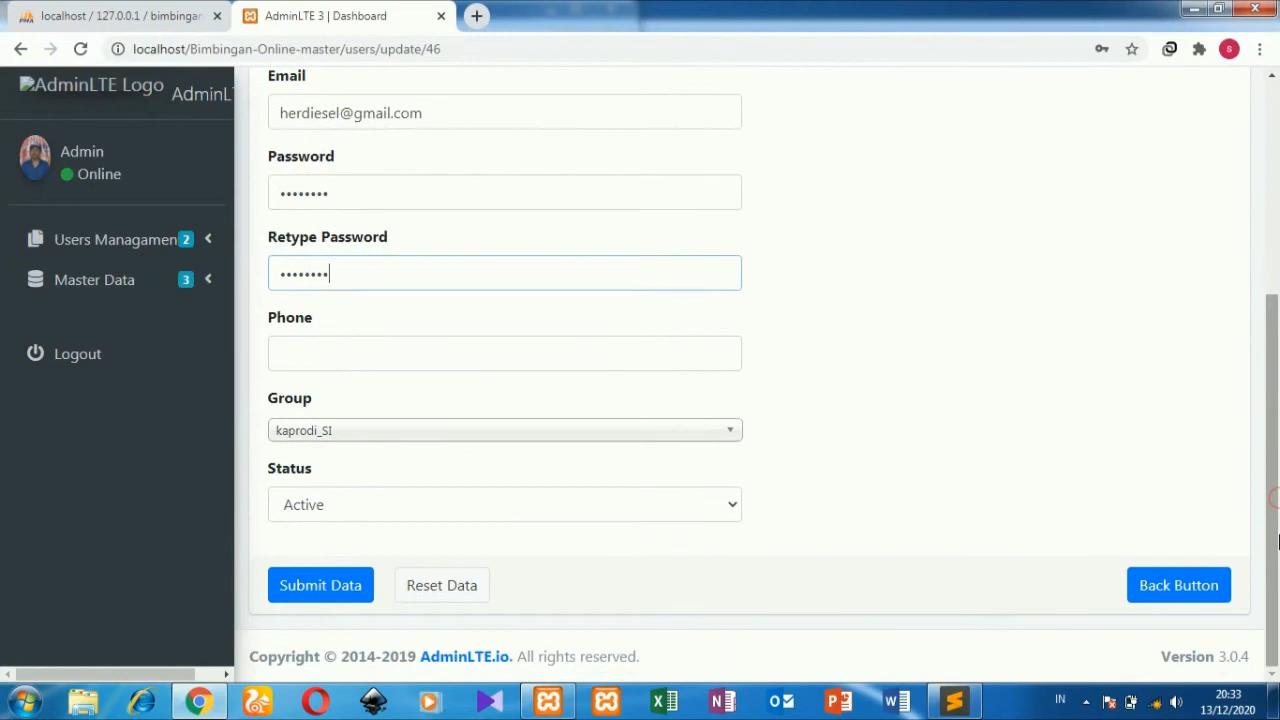 localhost / 127.0.0.1 / bimbingan
AdminLTE 3 | Dashboard
localhost/Bimbingan-Online-master/users/update/46
S
AdminLTE Logo
AdminL
Admin
Online
Users Managemen 2
Master Data 3
Logout
Email
herdiesel@gmail.com
Password
••••••••
Retype Password
••••••••
Phone
Group
kaprodi_SI
Status
Active
Submit Data
Reset Data
Back Button
Copyright © 2014-2019 AdminLTE.io. All rights reserved.
Version 3.0.4
IN
20:33
13/12/2020